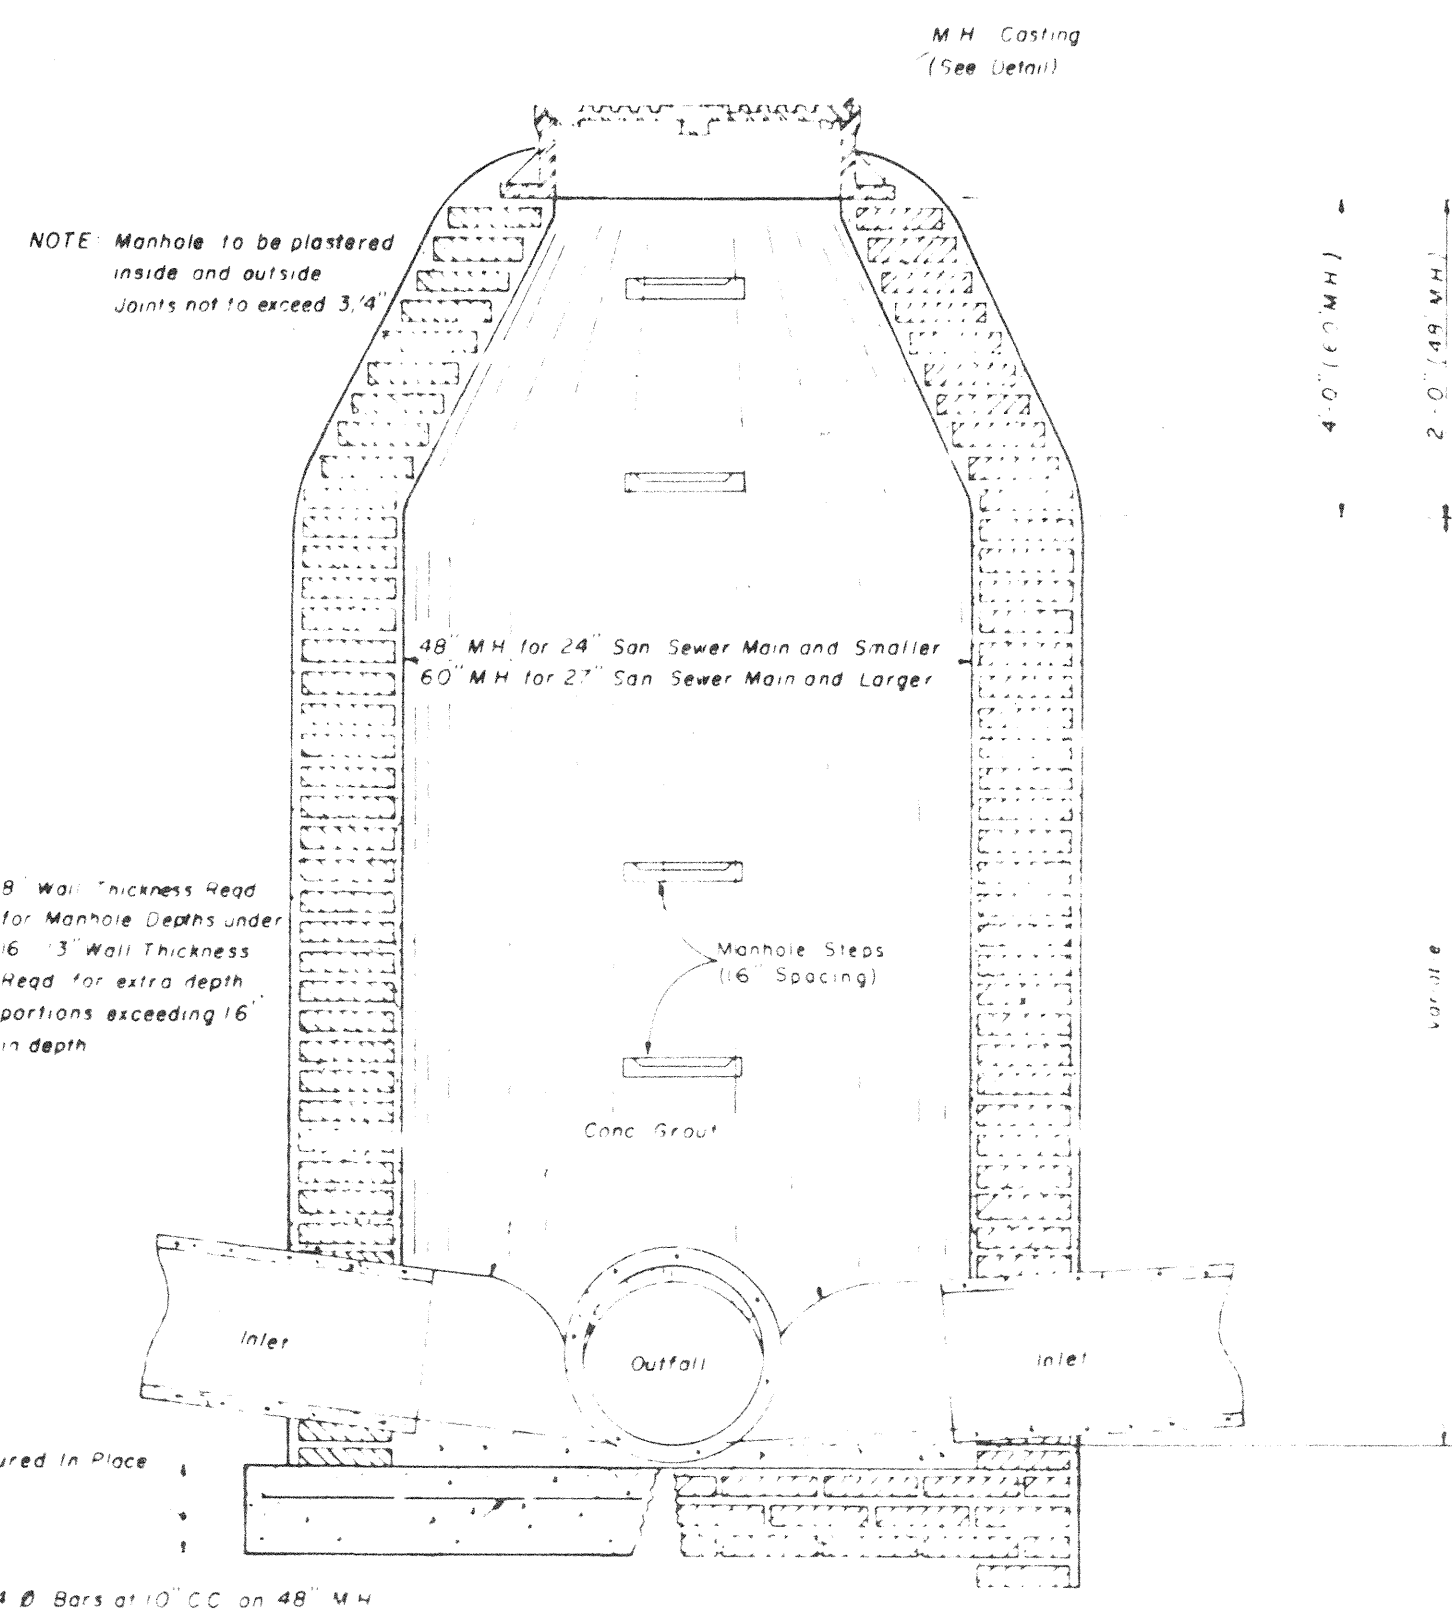 M H Casting
(See Detail)
NOTE: Manhole to be plastered
inside and outside
Joints not to exceed 3/4"
4'-0" (60" MH)
2'-0" (48" MH)
48" MH for 24" San Sewer Main and Smaller
60" MH for 27" San Sewer Main and Larger
8" Wall Thickness Reqd
for Manhole Depths under
16' 13" Wall Thickness
Reqd for extra depth
portions exceeding 16'
in depth
Manhole Steps
(16" Spacing)
Variable
Conc Grout
Inlet
Outfall
Inlet
ured In Place
4 Ø Bars at 10" CC on 48" MH